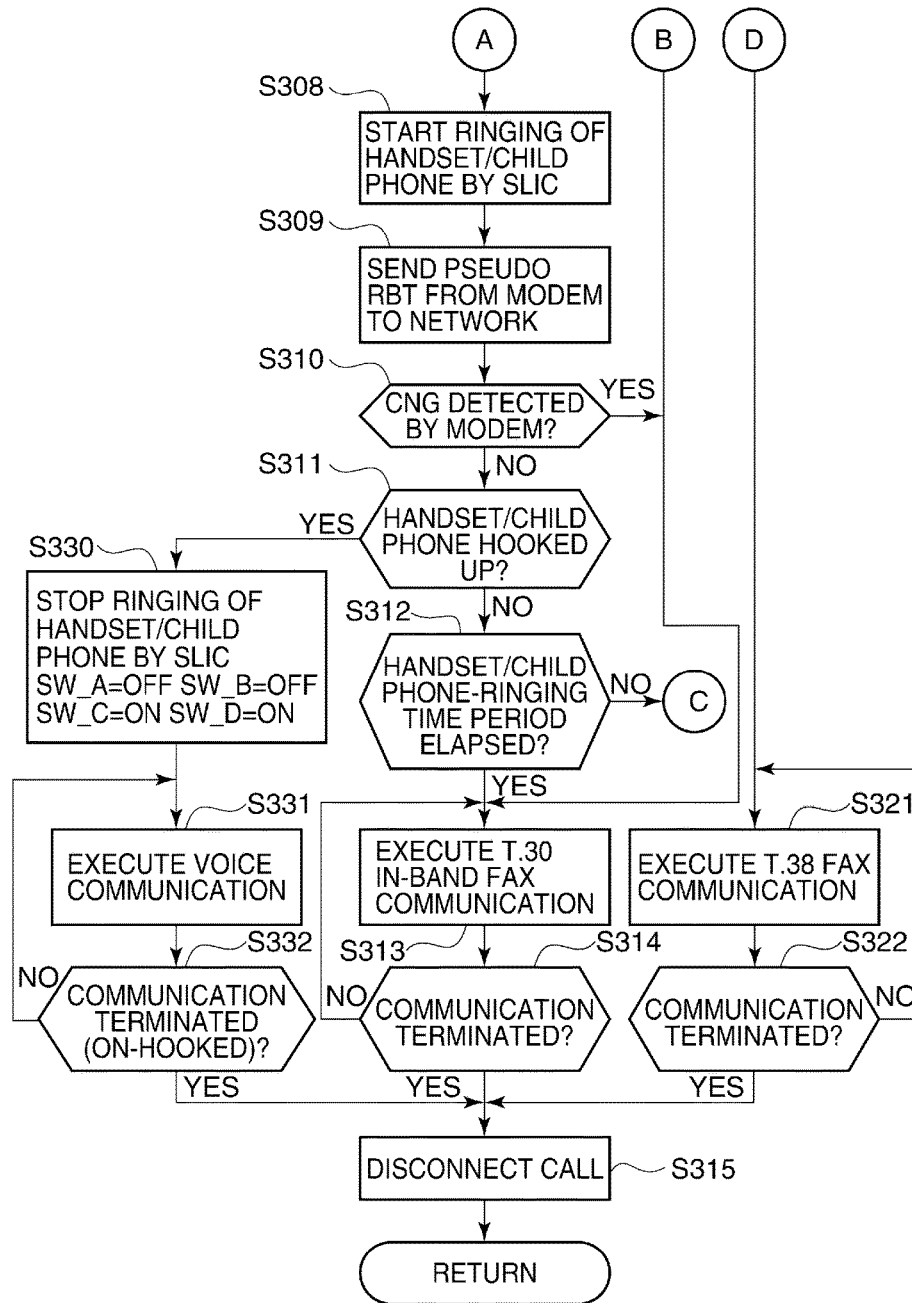 A
B
D
S308
START RINGING OF
HANDSET/CHILD
PHONE BY SLIC
S309
SEND PSEUDO
RBT FROM MODEM
TO NETWORK
S310
CNG DETECTED
BY MODEM?
YES
NO
S311
HANDSET/CHILD
PHONE HOOKED
UP?
YES
NO
S330
STOP RINGING OF
HANDSET/CHILD
PHONE BY SLIC
SW_A=OFF SW_B=OFF
SW_C=ON SW_D=ON
S312
HANDSET/CHILD
PHONE-RINGING
TIME PERIOD
ELAPSED?
NO
C
YES
S331
EXECUTE VOICE
COMMUNICATION
EXECUTE T.30
IN-BAND FAX
COMMUNICATION
S313
S321
EXECUTE T.38 FAX
COMMUNICATION
S332
NO
COMMUNICATION
TERMINATED
(ON-HOOKED)?
YES
S314
NO
COMMUNICATION
TERMINATED?
YES
S322
COMMUNICATION
TERMINATED?
NO
YES
DISCONNECT CALL
S315
RETURN